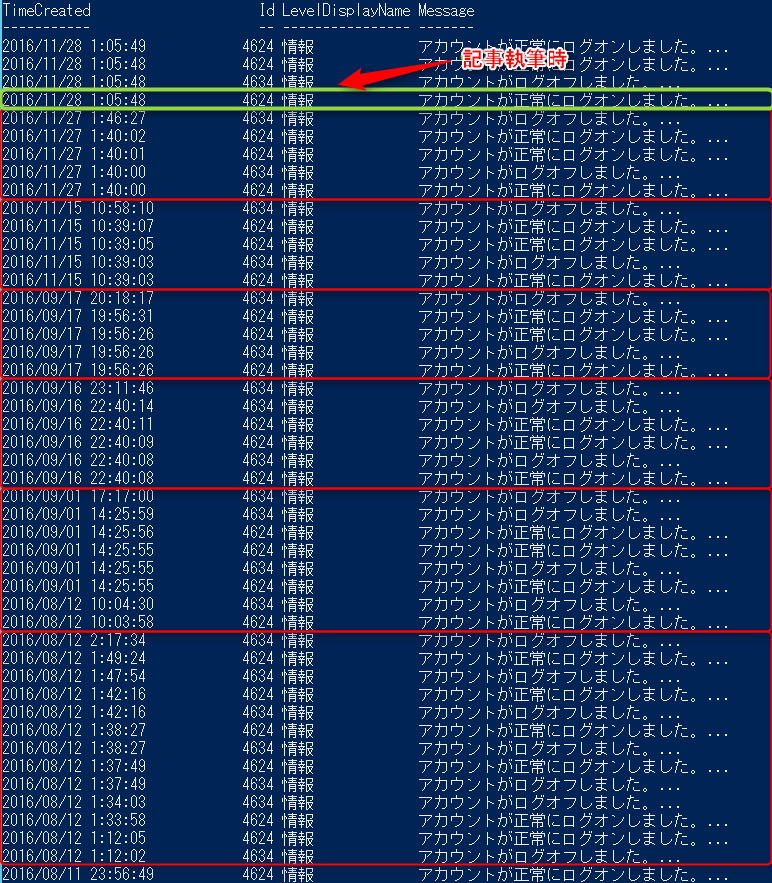 TimeCreated Id LevelDisplayName Message
----------- -- ---------------- -------
2016/11/28 1:05:49 4624 情報 アカウントが正常にログオンしました。...
2016/11/28 1:05:48 4624 情報 アカウントが正常にログオンしました。...
記事執筆時
2016/11/28 1:05:48 4634 情報 アカウントがログオフしました。...
2016/11/28 1:05:48 4624 情報 アカウントが正常にログオンしました。...
2016/11/27 1:46:27 4634 情報 アカウントがログオフしました。...
2016/11/27 1:40:02 4624 情報 アカウントが正常にログオンしました。...
2016/11/27 1:40:01 4624 情報 アカウントが正常にログオンしました。...
2016/11/27 1:40:00 4634 情報 アカウントがログオフしました。...
2016/11/27 1:40:00 4624 情報 アカウントが正常にログオンしました。...
2016/11/15 10:58:10 4634 情報 アカウントがログオフしました。...
2016/11/15 10:39:07 4624 情報 アカウントが正常にログオンしました。...
2016/11/15 10:39:05 4624 情報 アカウントが正常にログオンしました。...
2016/11/15 10:39:03 4634 情報 アカウントがログオフしました。...
2016/11/15 10:39:03 4624 情報 アカウントが正常にログオンしました。...
2016/09/17 20:18:17 4634 情報 アカウントがログオフしました。...
2016/09/17 19:56:31 4624 情報 アカウントが正常にログオンしました。...
2016/09/17 19:56:26 4624 情報 アカウントが正常にログオンしました。...
2016/09/17 19:56:26 4634 情報 アカウントがログオフしました。...
2016/09/17 19:56:26 4624 情報 アカウントが正常にログオンしました。...
2016/09/16 23:11:46 4634 情報 アカウントがログオフしました。...
2016/09/16 22:40:14 4634 情報 アカウントがログオフしました。...
2016/09/16 22:40:11 4624 情報 アカウントが正常にログオンしました。...
2016/09/16 22:40:09 4624 情報 アカウントが正常にログオンしました。...
2016/09/16 22:40:08 4634 情報 アカウントがログオフしました。...
2016/09/16 22:40:08 4624 情報 アカウントが正常にログオンしました。...
2016/09/01 17:17:00 4634 情報 アカウントがログオフしました。...
2016/09/01 14:25:59 4634 情報 アカウントがログオフしました。...
2016/09/01 14:25:56 4624 情報 アカウントが正常にログオンしました。...
2016/09/01 14:25:55 4624 情報 アカウントが正常にログオンしました。...
2016/09/01 14:25:55 4634 情報 アカウントがログオフしました。...
2016/09/01 14:25:55 4624 情報 アカウントが正常にログオンしました。...
2016/08/12 10:04:30 4634 情報 アカウントがログオフしました。...
2016/08/12 10:03:58 4624 情報 アカウントが正常にログオンしました。...
2016/08/12 2:17:34 4634 情報 アカウントがログオフしました。...
2016/08/12 1:49:24 4624 情報 アカウントが正常にログオンしました。...
2016/08/12 1:47:54 4634 情報 アカウントがログオフしました。...
2016/08/12 1:42:16 4624 情報 アカウントが正常にログオンしました。...
2016/08/12 1:42:16 4634 情報 アカウントがログオフしました。...
2016/08/12 1:38:27 4624 情報 アカウントが正常にログオンしました。...
2016/08/12 1:38:27 4634 情報 アカウントがログオフしました。...
2016/08/12 1:37:49 4624 情報 アカウントが正常にログオンしました。...
2016/08/12 1:37:49 4634 情報 アカウントがログオフしました。...
2016/08/12 1:34:03 4634 情報 アカウントがログオフしました。...
2016/08/12 1:33:58 4624 情報 アカウントが正常にログオンしました。...
2016/08/12 1:12:05 4624 情報 アカウントが正常にログオンしました。...
2016/08/12 1:12:02 4634 情報 アカウントがログオフしました。...
2016/08/11 23:56:49 4624 情報 アカウントが正常にログオンしました。...